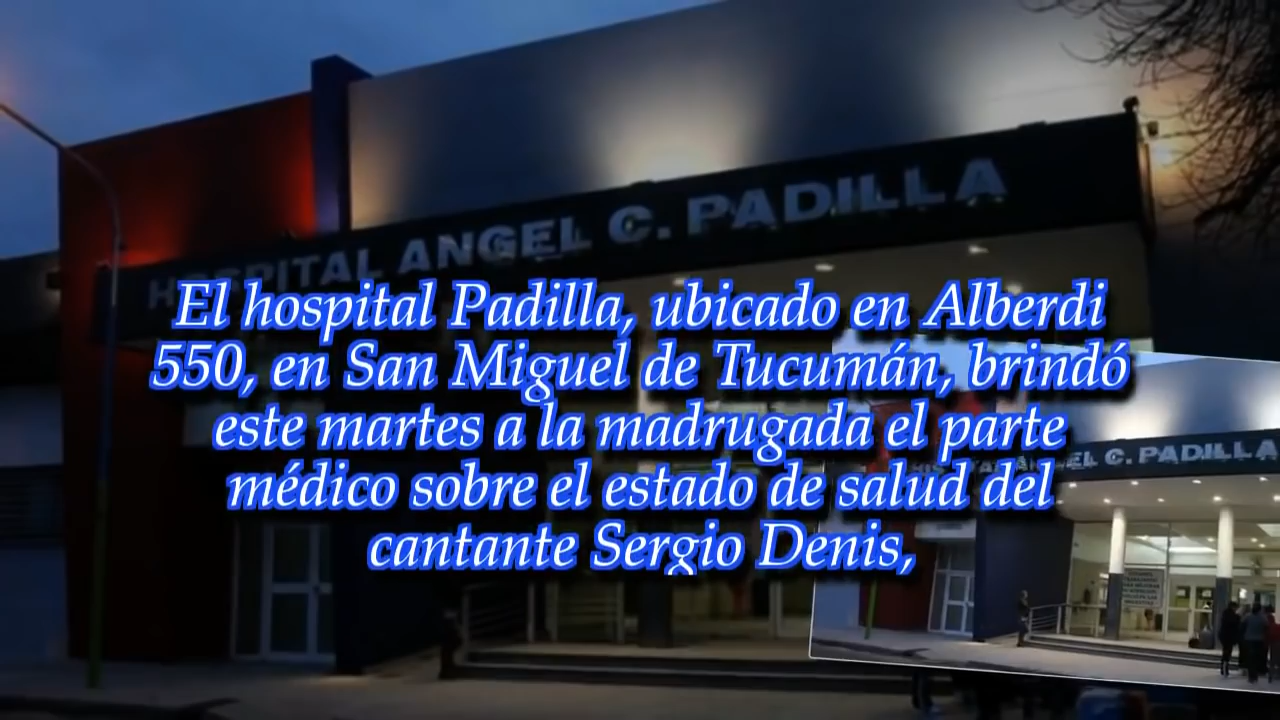 HOSPITAL ANGEL C. PADILLA
El hospital Padilla, ubicado en Alberdi
550, en San Miguel de Tucumán, brindó
este martes a la madrugada el parte
médico sobre el estado de salud del
cantante Sergio Denis,
EL C. PADILLA